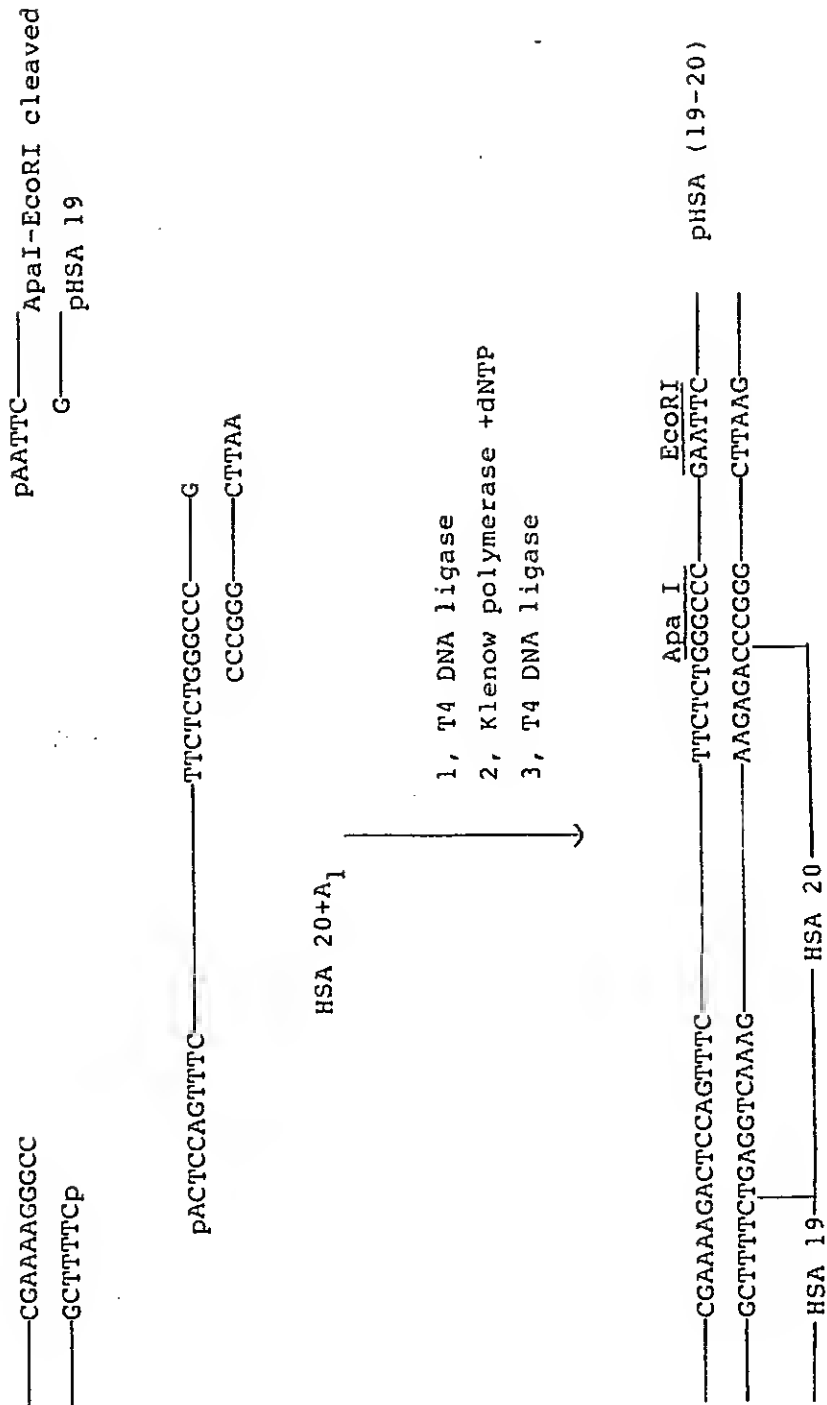 CGAAAAGGGCC
GCTTTTCp
pAATTC
ApaI-EcoRI cleaved
G
pHSA 19
pACTCCAGTTTC TTCTCTGGGCCC G
CCCGGG CTTAA
HSA 20+A1
1, T4 DNA ligase
2, Klenow polymerase +dNTP
3, T4 DNA ligase
Apa I EcoRI
CGAAAAGACTCCAGTTTC TTCTCTGGGCCC GAATTC
pHSA (19-20)
GCTTTTCTGAGGTCAAAG AAGAGACCCGGG CTTAAG
HSA 19 HSA 20